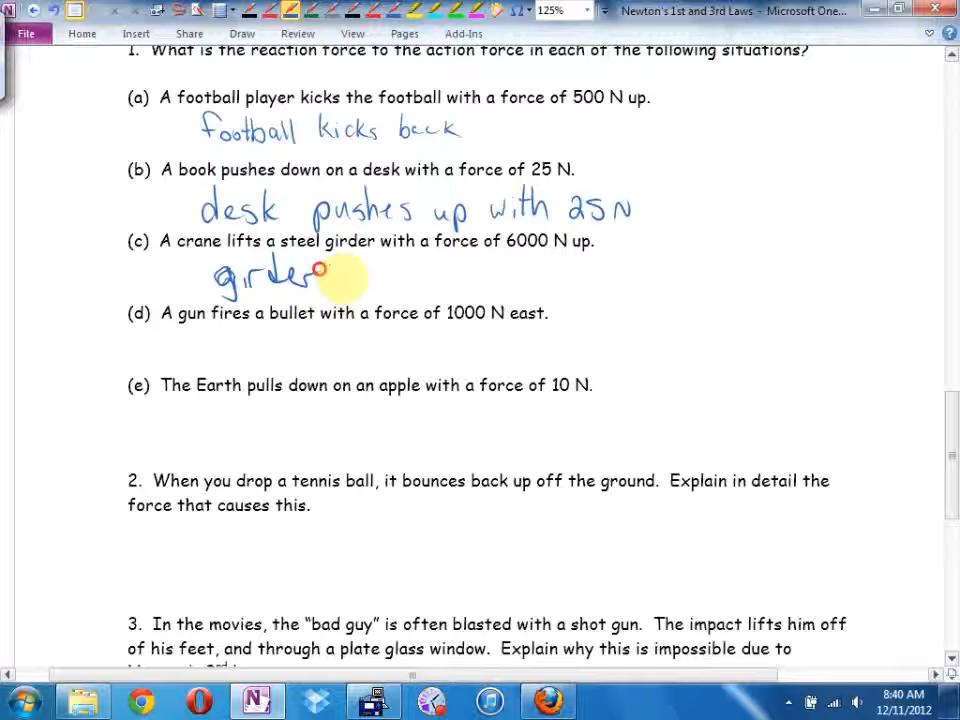 125%
Newton's 1st and 3rd Laws - Microsoft One...
File Home Insert Share Draw Review View Pages Add-Ins
1. What is the reaction force to the action force in each of the following situations?
(a) A football player kicks the football with a force of 500 N up.
football kicks back
(b) A book pushes down on a desk with a force of 25 N.
desk pushes up with 25 N
(c) A crane lifts a steel girder with a force of 6000 N up.
girder
(d) A gun fires a bullet with a force of 1000 N east.
(e) The Earth pulls down on an apple with a force of 10 N.
2. When you drop a tennis ball, it bounces back up off the ground. Explain in detail the
force that causes this.
3. In the movies, the "bad guy" is often blasted with a shot gun. The impact lifts him off
of his feet, and through a plate glass window. Explain why this is impossible due to
8:40 AM
12/11/2012